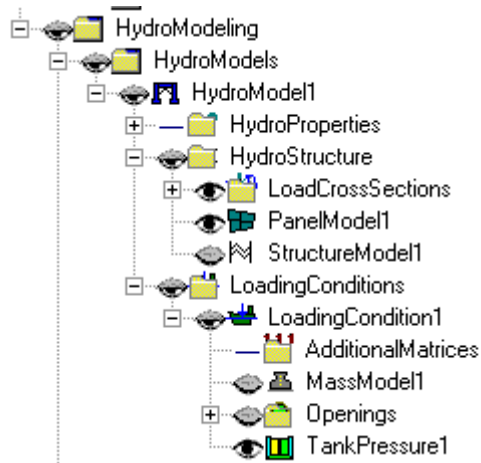 HydroModeling
HydroModels
HydroModel1
HydroProperties
HydroStructure
LoadCrossSections
PanelModel1
StructureModel1
LoadingConditions
LoadingCondition1
AdditionalMatrices
MassModel1
Openings
TankPressure1